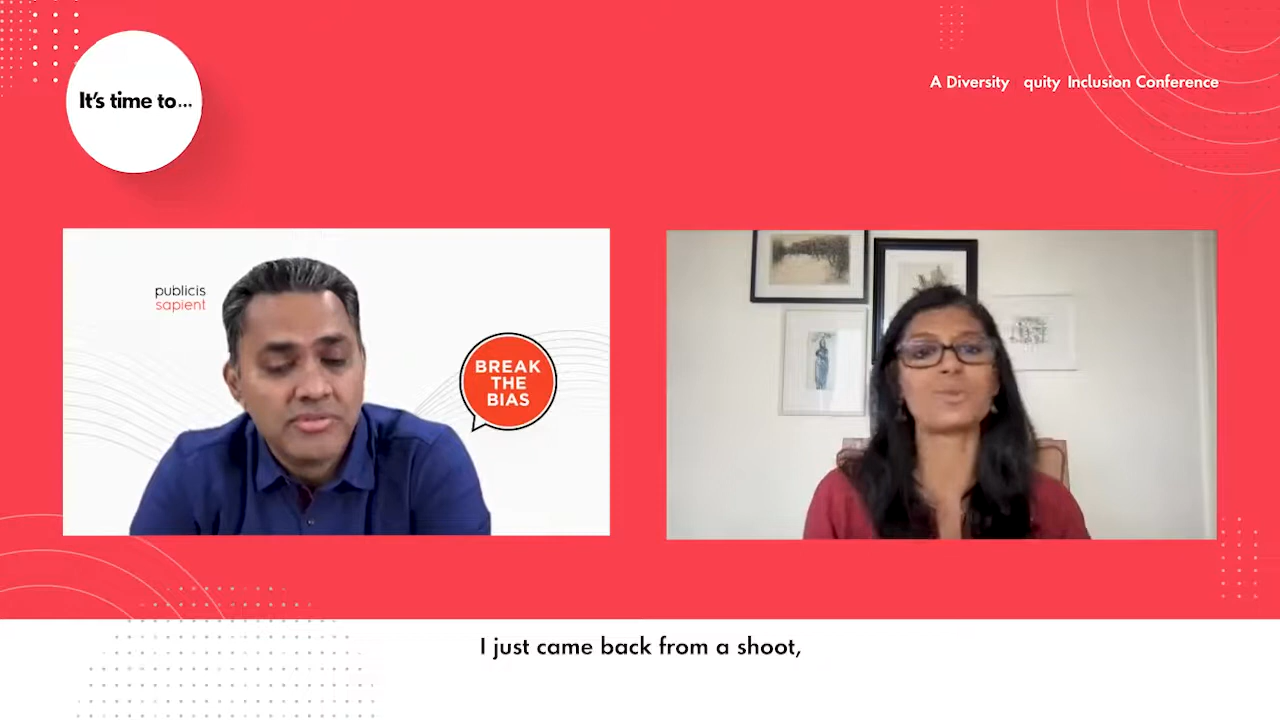 It's time to...
A Diversity quity Inclusion Conference
publicis
sapient
BREAK
THE
BIAS
I just came back from a shoot,